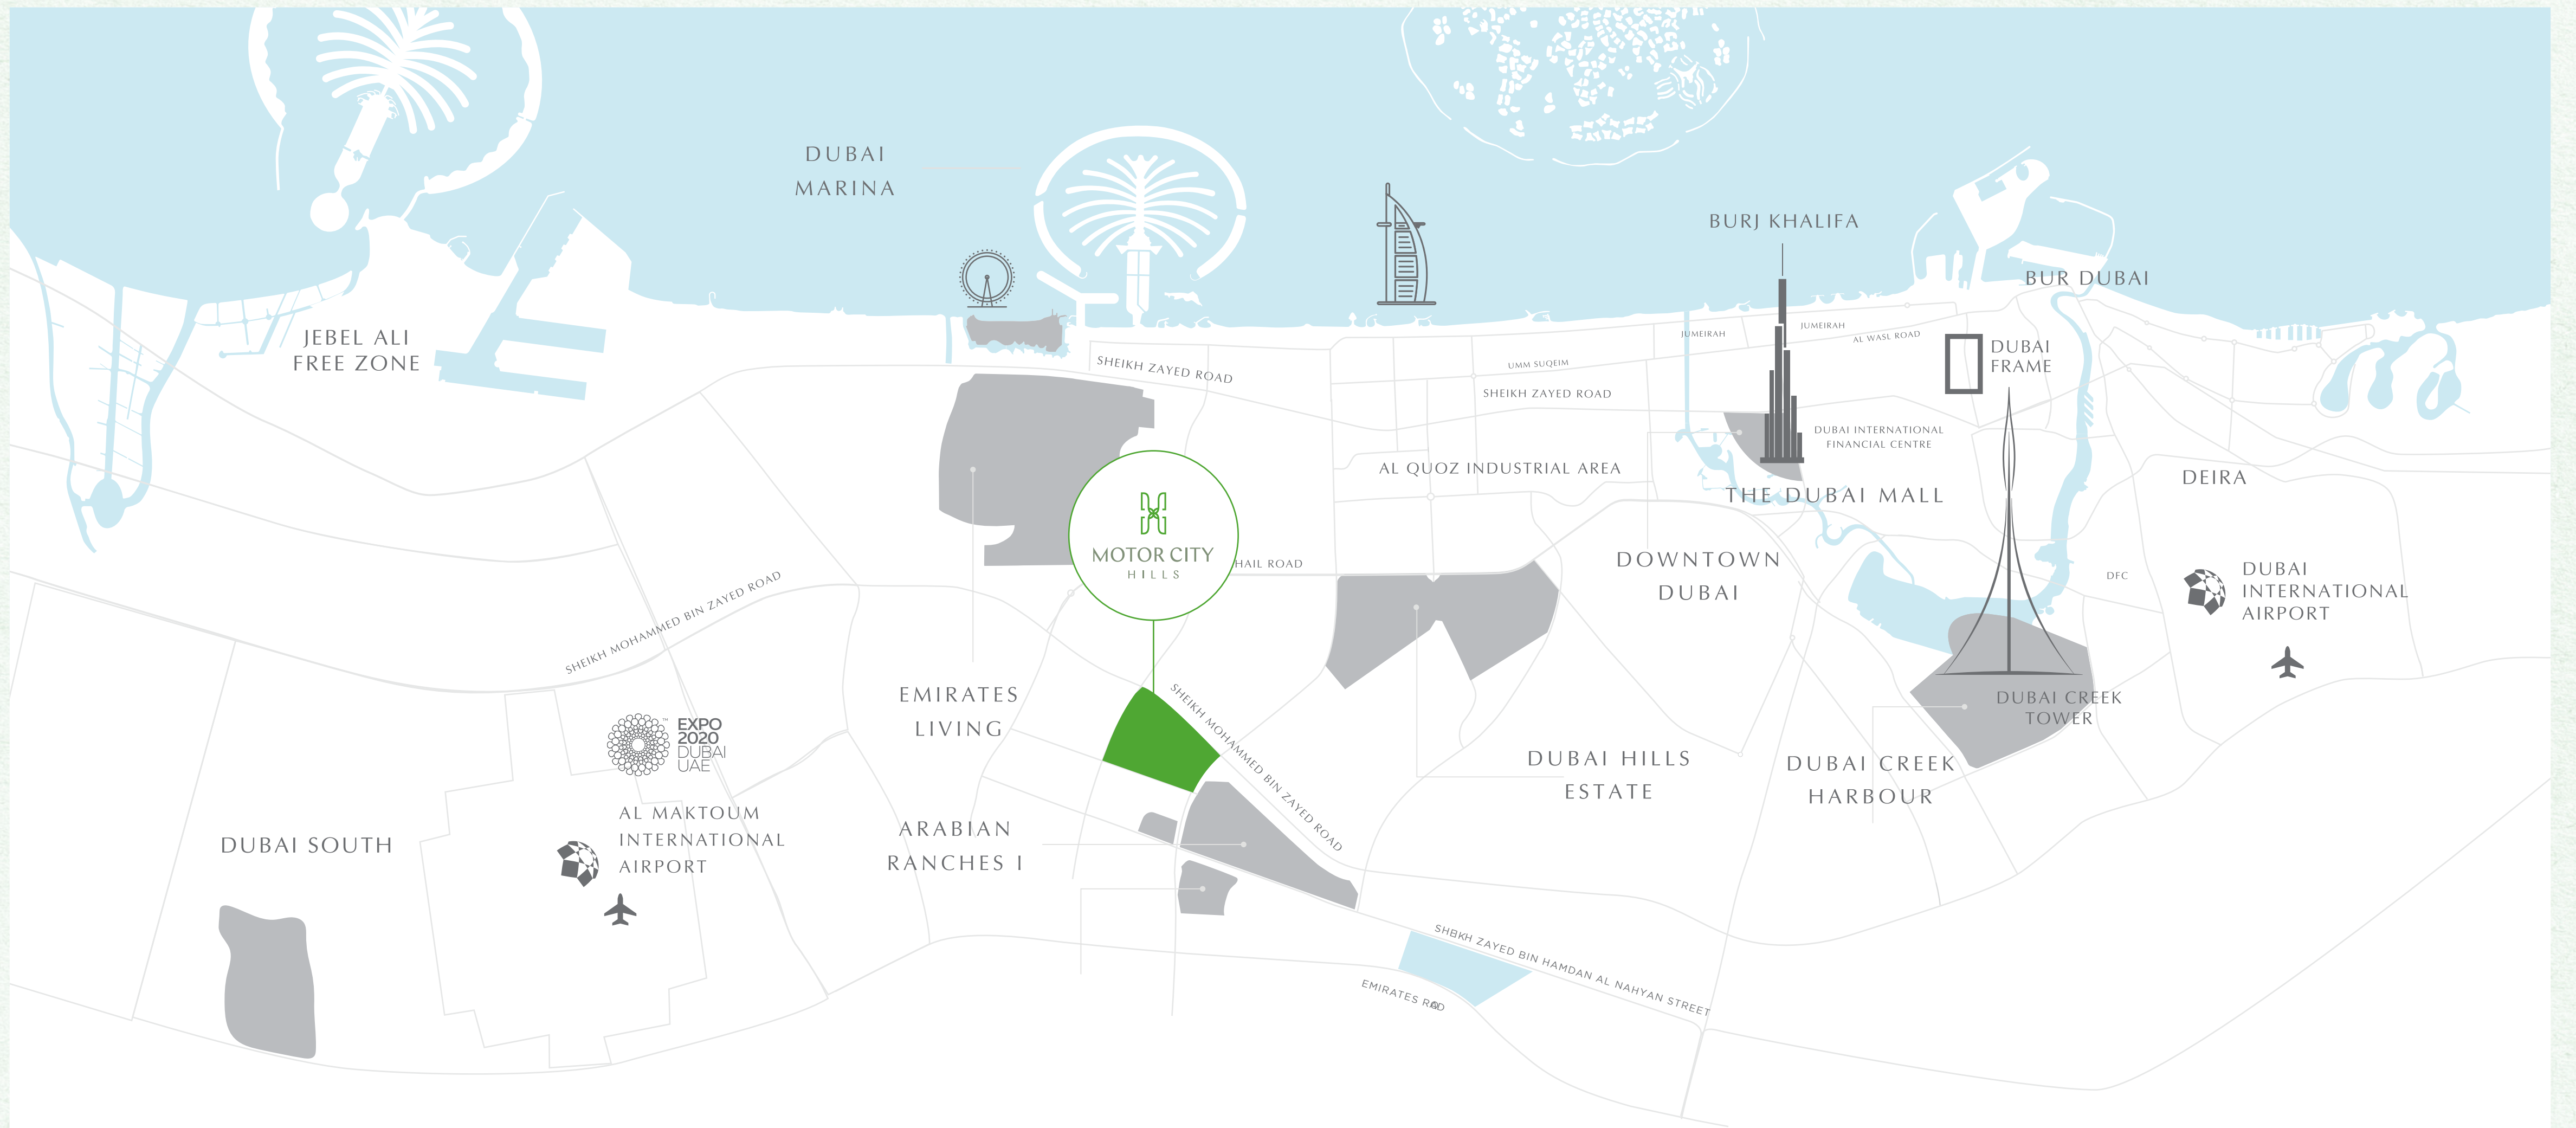 DUBAI
MARINA
BURJ KHALIFA
BUR DUBAI
JEBEL ALI
FREE ZONE
SHEIKH ZAYED ROAD
JUMEIRAH
JUMEIRAH
AL WASL ROAD
UMM SUQEIM
SHEIKH ZAYED ROAD
DUBAI
FRAME
DUBAI INTERNATIONAL
FINANCIAL CENTRE
AL QUOZ INDUSTRIAL AREA
THE DUBAI MALL
DEIRA
MOTOR CITY
HILLS
HAIL ROAD
DOWNTOWN
DUBAI
DFC
DUBAI
INTERNATIONAL
AIRPORT
SHEIKH MOHAMMED BIN ZAYED ROAD
EMIRATES
LIVING
SHEIKH MOHAMMED BIN ZAYED ROAD
DUBAI CREEK
TOWER
EXPO
2020
DUBAI
UAE
TM
DUBAI HILLS
ESTATE
DUBAI CREEK
HARBOUR
AL MAKTOUM
INTERNATIONAL
AIRPORT
DUBAI SOUTH
ARABIAN
RANCHES I
ZAYED BIN HAMDAN AL NAHYAN STREET
EMIRATES